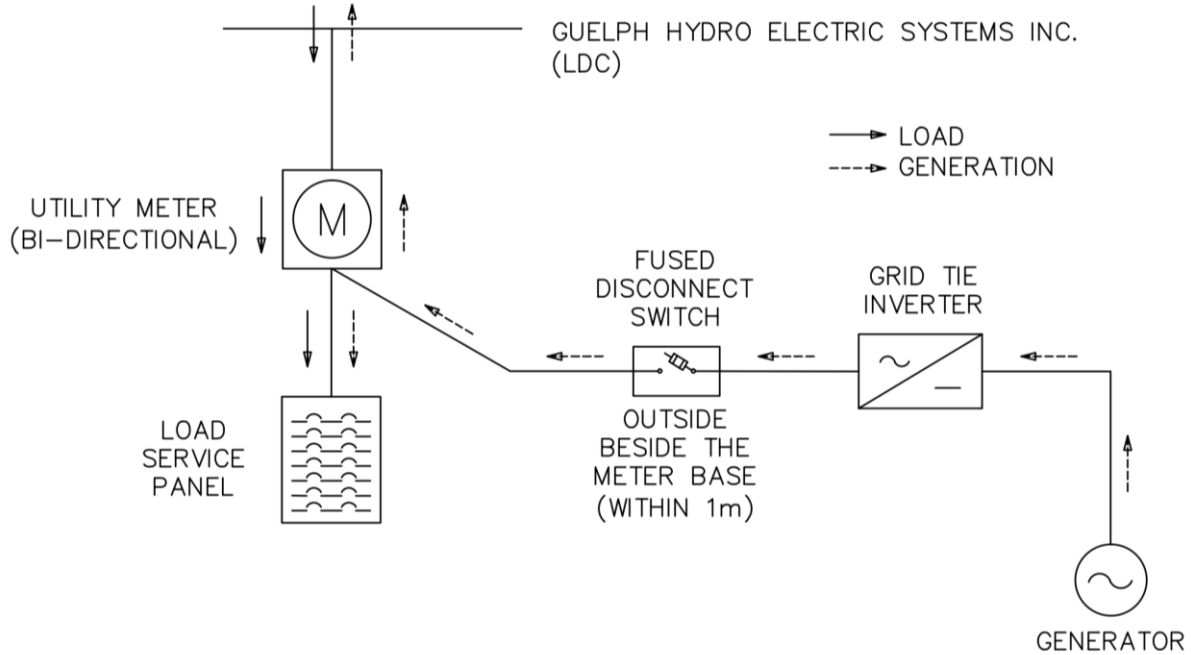 GUELPH HYDRO ELECTRIC SYSTEMS INC.
(LDC)
LOAD
GENERATION
UTILITY METER
(BI-DIRECTIONAL)
M
FUSED
DISCONNECT
SWITCH
GRID TIE
INVERTER
LOAD
SERVICE
PANEL
OUTSIDE
BESIDE THE
METER BASE
(WITHIN 1m)
GENERATOR